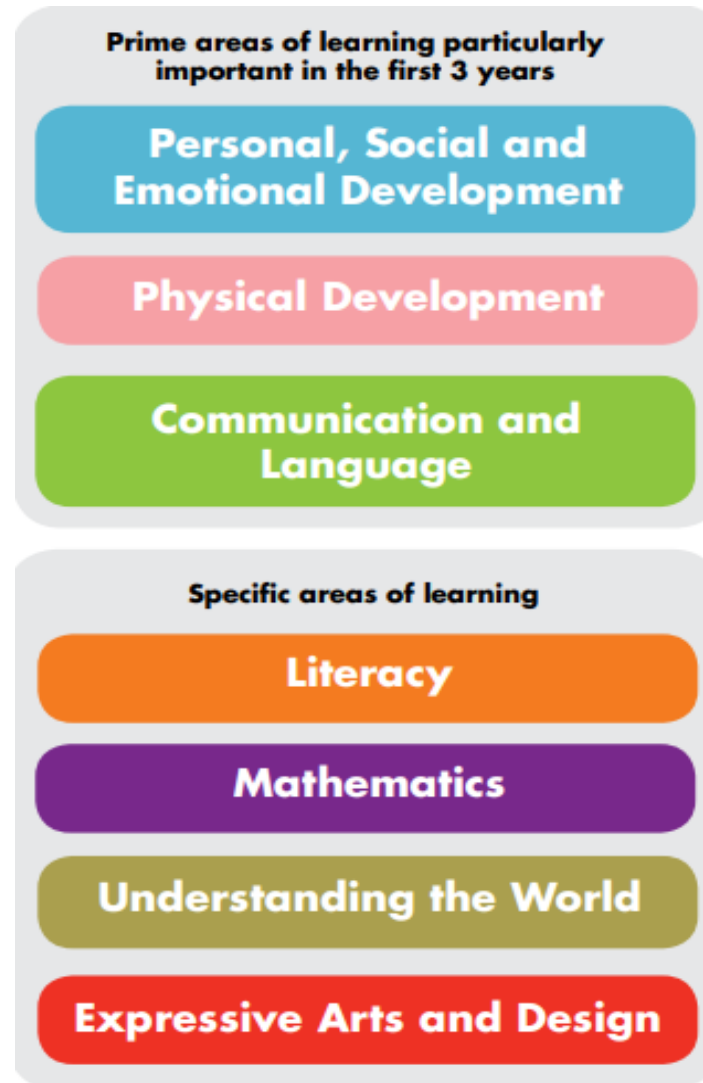 Prime areas of learning particularly
important in the first 3 years
Personal, Social and
Emotional Development
Physical Development
Communication and
Language
Specific areas of learning
Literacy
Mathematics
Understanding the World
Expressive Arts and Design